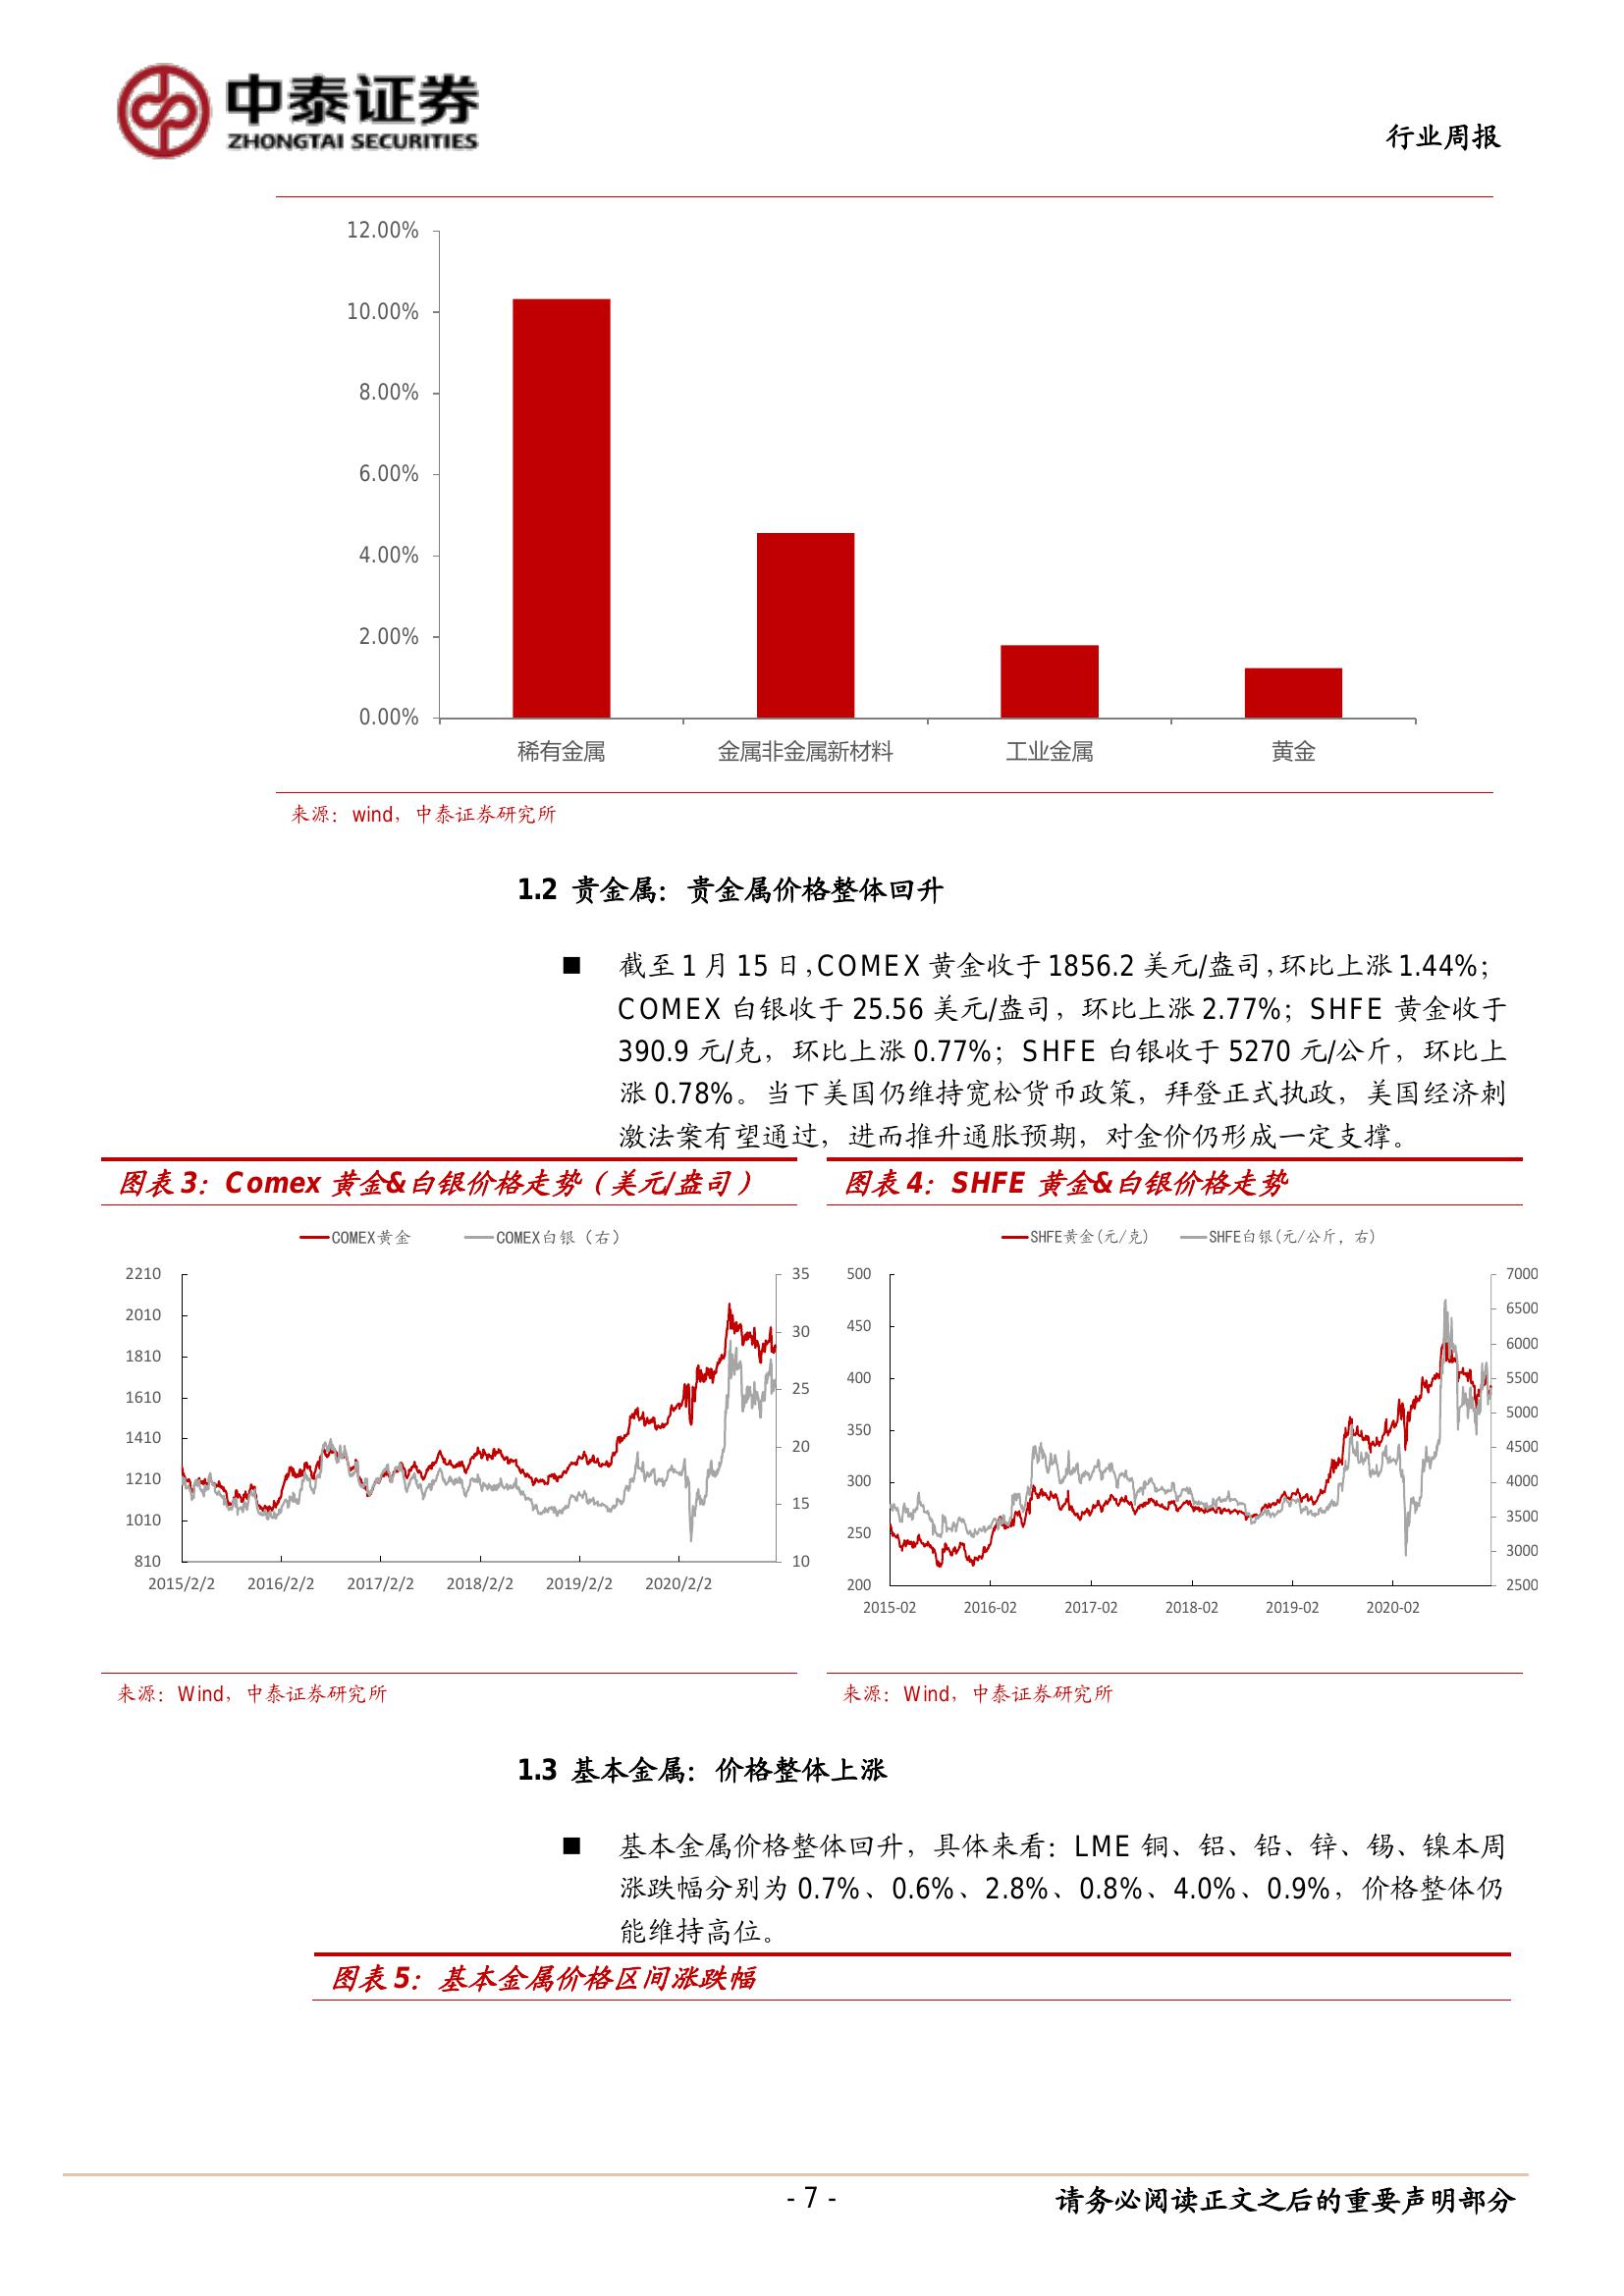 中泰证券
ZHONGTAI SECURITIES
行业周报
12.00%
10.00%
8.00%
6.00%
4.00%
2.00%
0.00%
稀有金属 金属非金属新材料 工业金属 黄金
来源：wind，中泰证券研究所
1.2 贵金属：贵金属价格整体回升
■ 截至 1 月 15 日，COMEX 黄金收于 1856.2 美元/盎司，环比上涨 1.44%；
COMEX 白银收于 25.56 美元/盎司，环比上涨 2.77%；SHFE 黄金收于
390.9 元/克，环比上涨 0.77%；SHFE 白银收于 5270 元/公斤，环比上
涨 0.78%。当下美国仍维持宽松货币政策，拜登正式执政，美国经济刺
激法案有望通过，进而推升通胀预期，对金价仍形成一定支撑。
图表 3：Comex 黄金&白银价格走势（美元/盎司）
COMEX黄金 COMEX白银（右）
2210
2010
1810
1610
1410
1210
1010
810
35
30
25
20
15
10
2015/2/2 2016/2/2 2017/2/2 2018/2/2 2019/2/2 2020/2/2
来源：Wind，中泰证券研究所
图表 4：SHFE 黄金&白银价格走势
SHFE黄金(元/克) SHFE白银(元/公斤，右)
500
450
400
350
300
250
200
7000
6500
6000
5500
5000
4500
4000
3500
3000
2500
2015-02 2016-02 2017-02 2018-02 2019-02 2020-02
来源：Wind，中泰证券研究所
1.3 基本金属：价格整体上涨
■ 基本金属价格整体回升，具体来看：LME 铜、铝、铅、锌、锡、镍本周
涨跌幅分别为 0.7%、0.6%、2.8%、0.8%、4.0%、0.9%，价格整体仍
能维持高位。
图表 5：基本金属价格区间涨跌幅
- 7 -
请务必阅读正文之后的重要声明部分